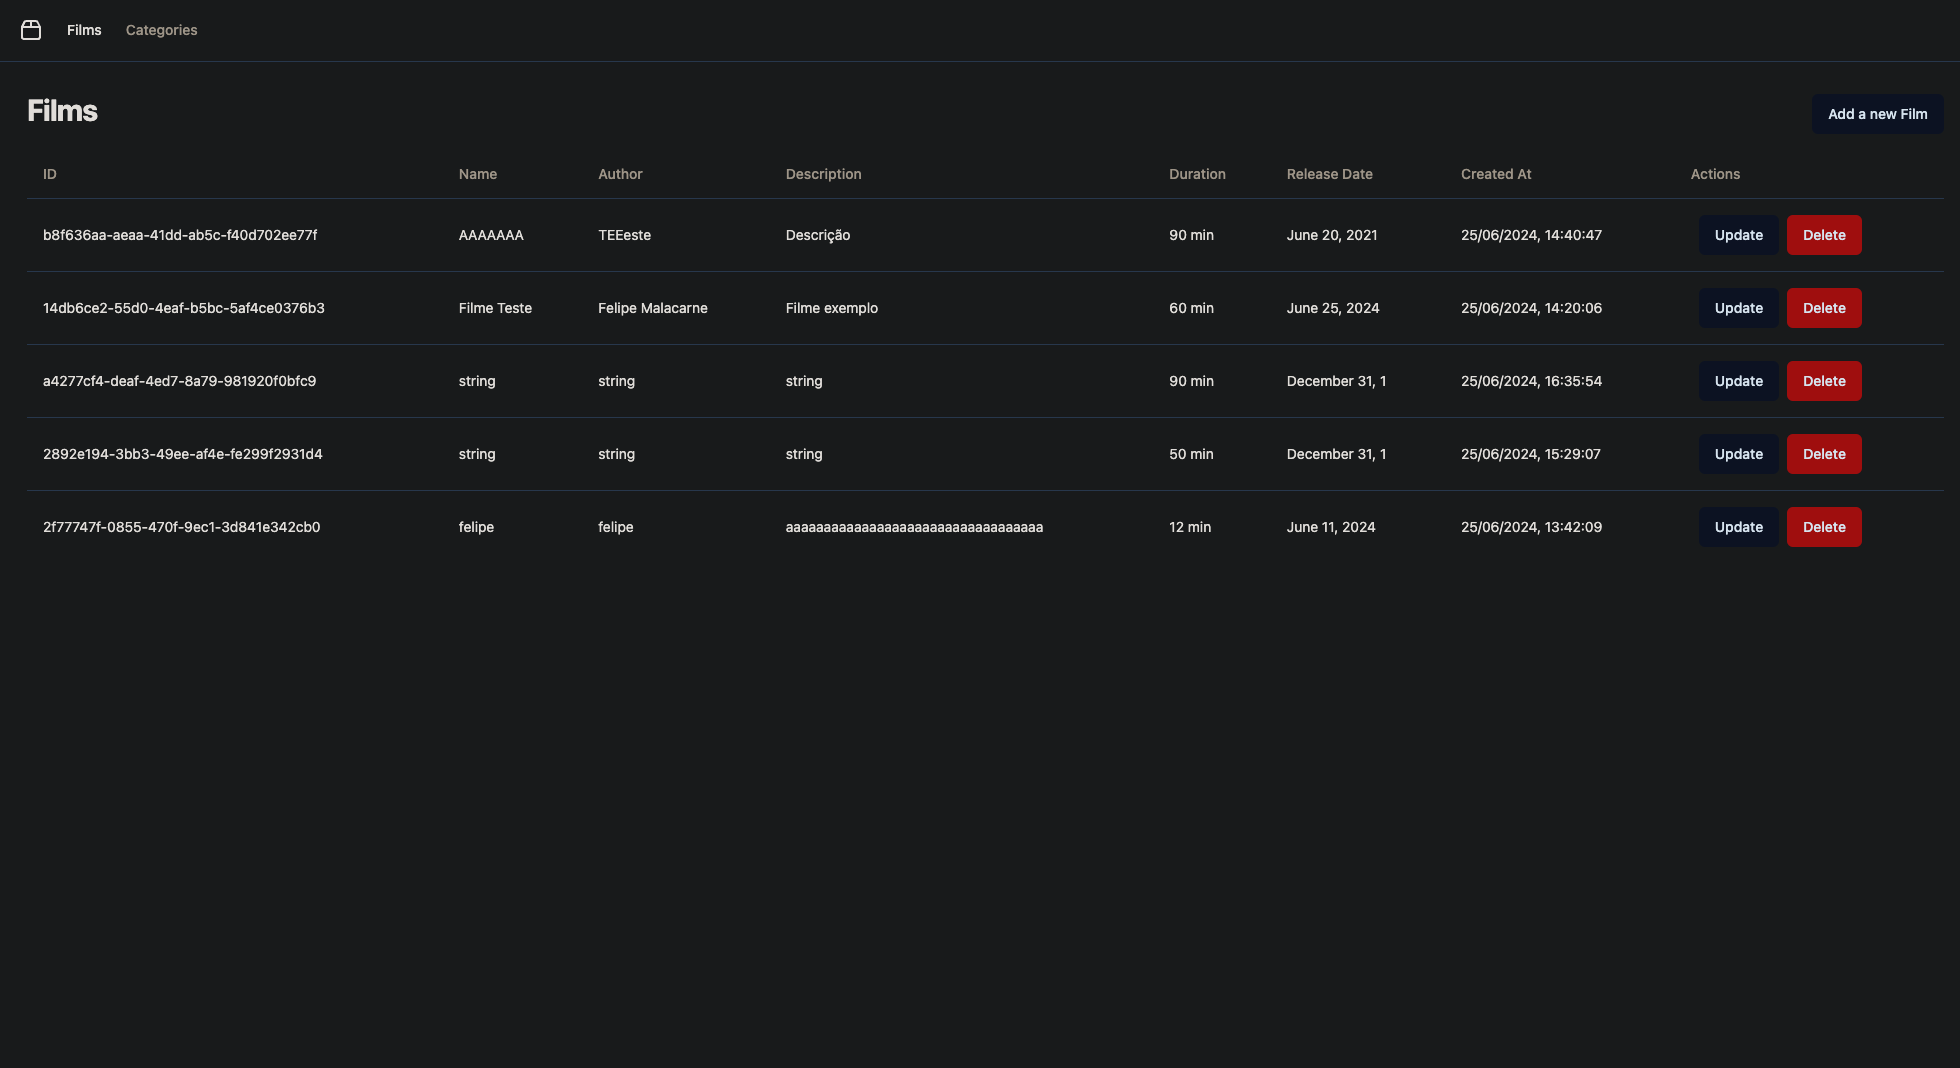 Films Categories
Films
Add a new Film
ID Name Author Description Duration Release Date Created At Actions
b8f636aa-aeaa-41dd-ab5c-f40d702ee77f AAAAAAA TEEeste Descrição 90 min June 20, 2021 25/06/2024, 14:40:47 Update Delete
14db6ce2-55d0-4eaf-b5bc-5af4ce0376b3 Filme Teste Felipe Malacarne Filme exemplo 60 min June 25, 2024 25/06/2024, 14:20:06 Update Delete
a4277cf4-deaf-4ed7-8a79-981920f0bfc9 string string string 90 min December 31, 1 25/06/2024, 16:35:54 Update Delete
2892e194-3bb3-49ee-af4e-fe299f2931d4 string string string 50 min December 31, 1 25/06/2024, 15:29:07 Update Delete
2f77747f-0855-470f-9ec1-3d841e342cb0 felipe felipe aaaaaaaaaaaaaaaaaaaaaaaaaaaaaaaaaa 12 min June 11, 2024 25/06/2024, 13:42:09 Update Delete